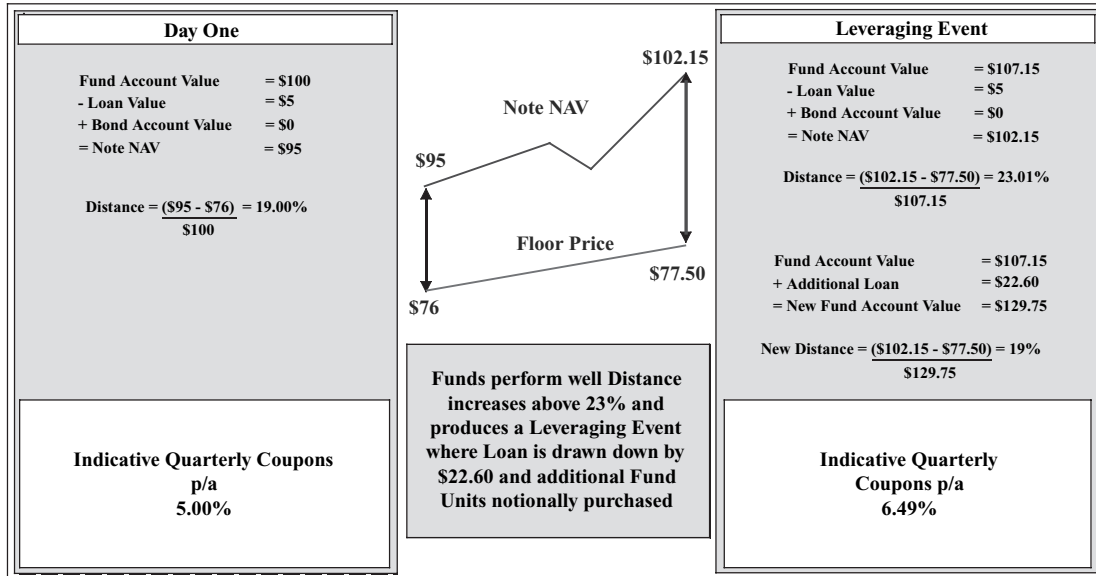 Day One
Fund Account Value = $100
- Loan Value = $5
+ Bond Account Value = $0
= Note NAV = $95
Distance = ($95 - $76) = 19.00%
$100
Indicative Quarterly Coupons
p/a
5.00%
$102.15
Note NAV
$95
Floor Price
$77.50
$76
Funds perform well Distance
increases above 23% and
produces a Leveraging Event
where Loan is drawn down by
$22.60 and additional Fund
Units notionally purchased
Leveraging Event
Fund Account Value = $107.15
- Loan Value = $5
+ Bond Account Value = $0
= Note NAV = $102.15
Distance = ($102.15 - $77.50) = 23.01%
$107.15
Fund Account Value = $107.15
+ Additional Loan = $22.60
= New Fund Account Value = $129.75
New Distance = ($102.15 - $77.50) = 19%
$129.75
Indicative Quarterly
Coupons p/a
6.49%